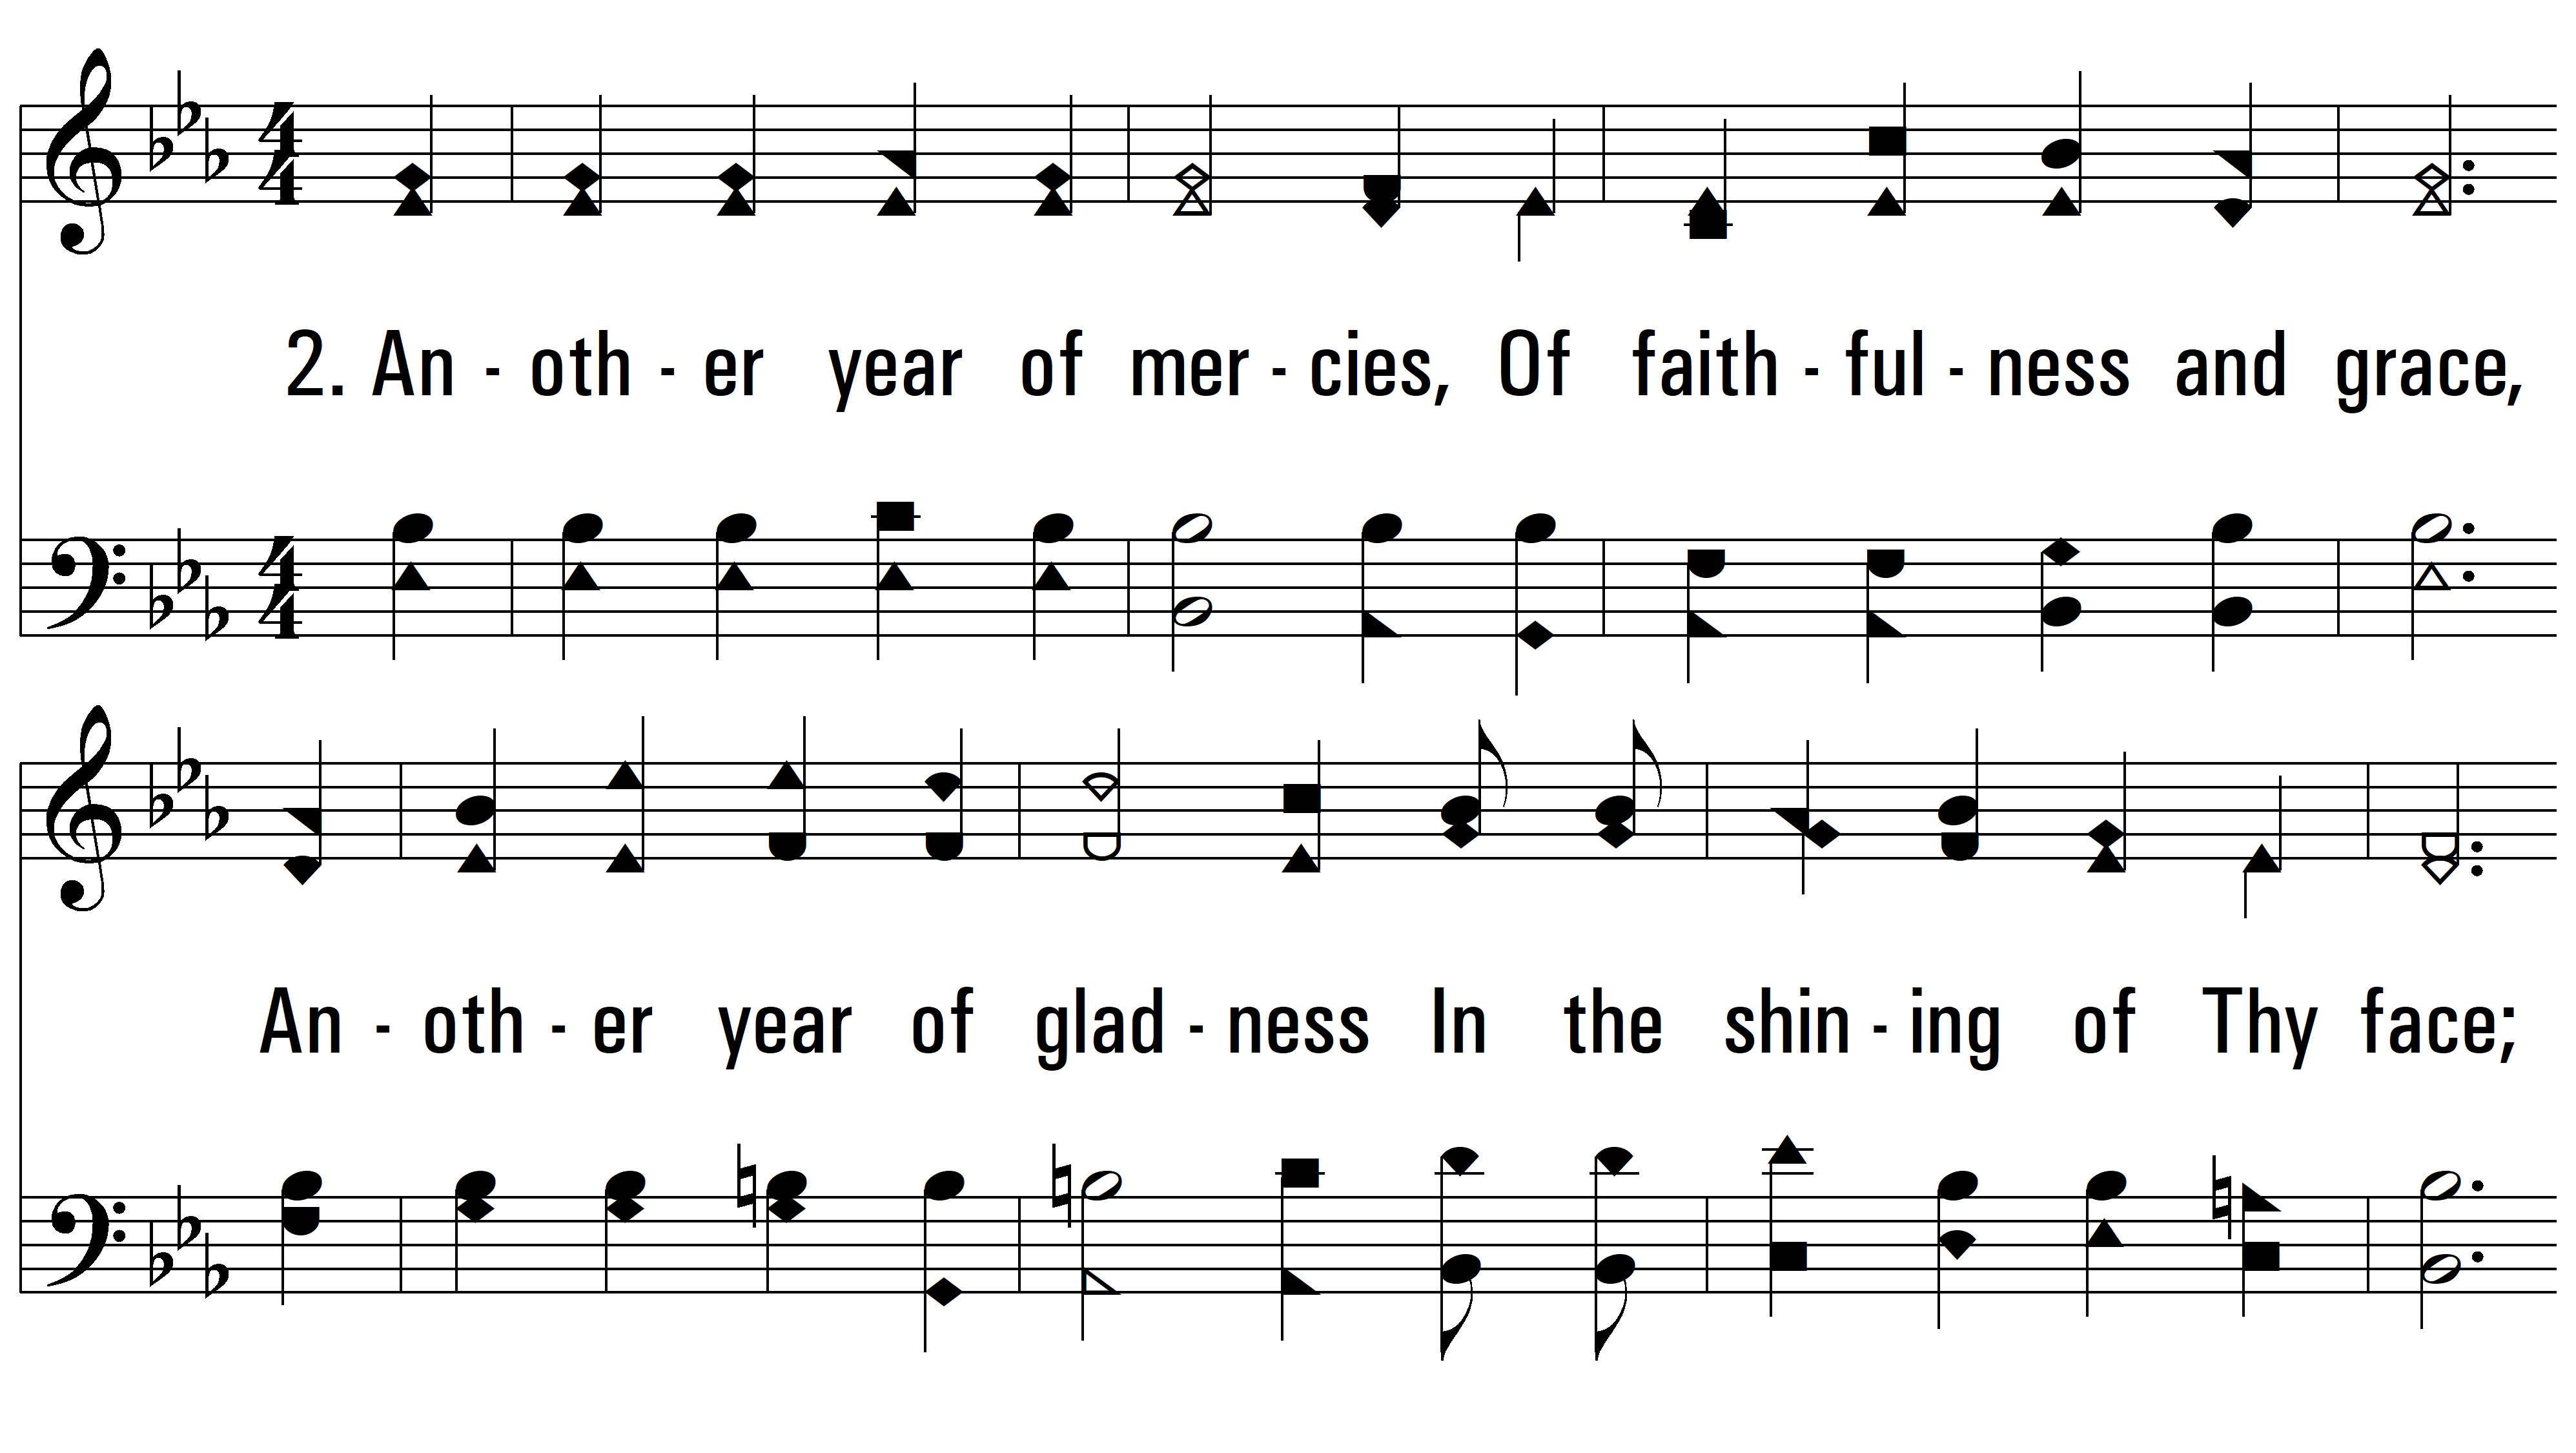 2. An - oth - er year of mer - cies, Of faith - ful - ness and grace,
An - oth - er year of glad - ness In the shin - ing of Thy face;